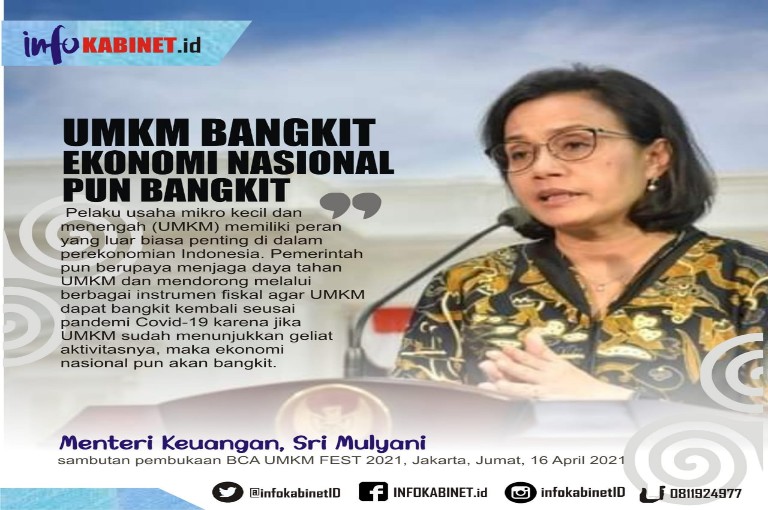 info KABINET.id
UMKM BANGKIT
EKONOMI NASIONAL
PUN BANGKIT
Pelaku usaha mikro kecil dan
menengah (UMKM) memiliki peran
yang luar biasa penting di dalam
perekonomian Indonesia. Pemerintah
pun berupaya menjaga daya tahan
UMKM dan mendorong melalui
berbagai instrumen fiskal agar UMKM
dapat bangkit kembali seusai
pandemi Covid-19 karena jika
UMKM sudah menunjukkan geliat
aktivitasnya, maka ekonomi
nasional pun akan bangkit.
Menteri Keuangan, Sri Mulyani
sambutan pembukaan BCA UMKM FEST 2021, Jakarta, Jumat, 16 April 2021
@infokabinetID INFOKABINET.id infokabinetID 0811924977